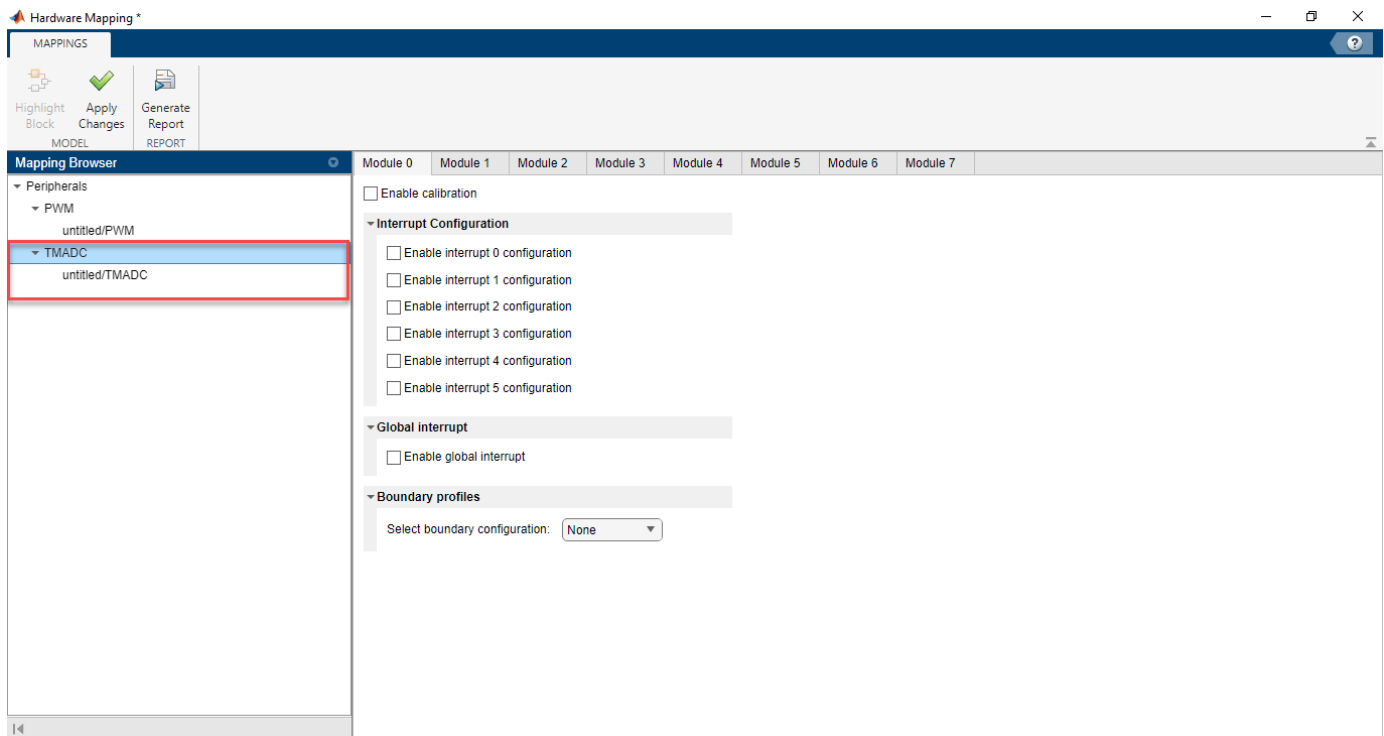 Hardware Mapping *
MAPPINGS
?
Highlight Block
Apply Changes
Generate Report
MODEL
REPORT
Mapping Browser
Peripherals
PWM
untitled/PWM
TMADC
untitled/TMADC
Module 0 Module 1 Module 2 Module 3 Module 4 Module 5 Module 6 Module 7
Enable calibration
Interrupt Configuration
Enable interrupt 0 configuration
Enable interrupt 1 configuration
Enable interrupt 2 configuration
Enable interrupt 3 configuration
Enable interrupt 4 configuration
Enable interrupt 5 configuration
Global interrupt
Enable global interrupt
Boundary profiles
Select boundary configuration: None